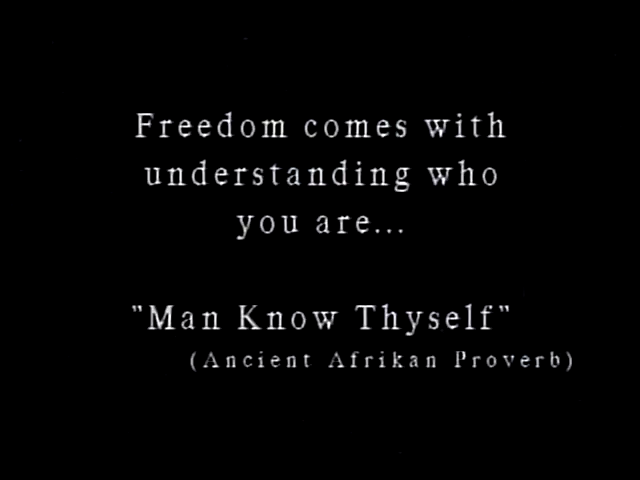 Freedom comes with
understanding who
you are...
"Man Know Thyself"
(Ancient Afrikan Proverb)